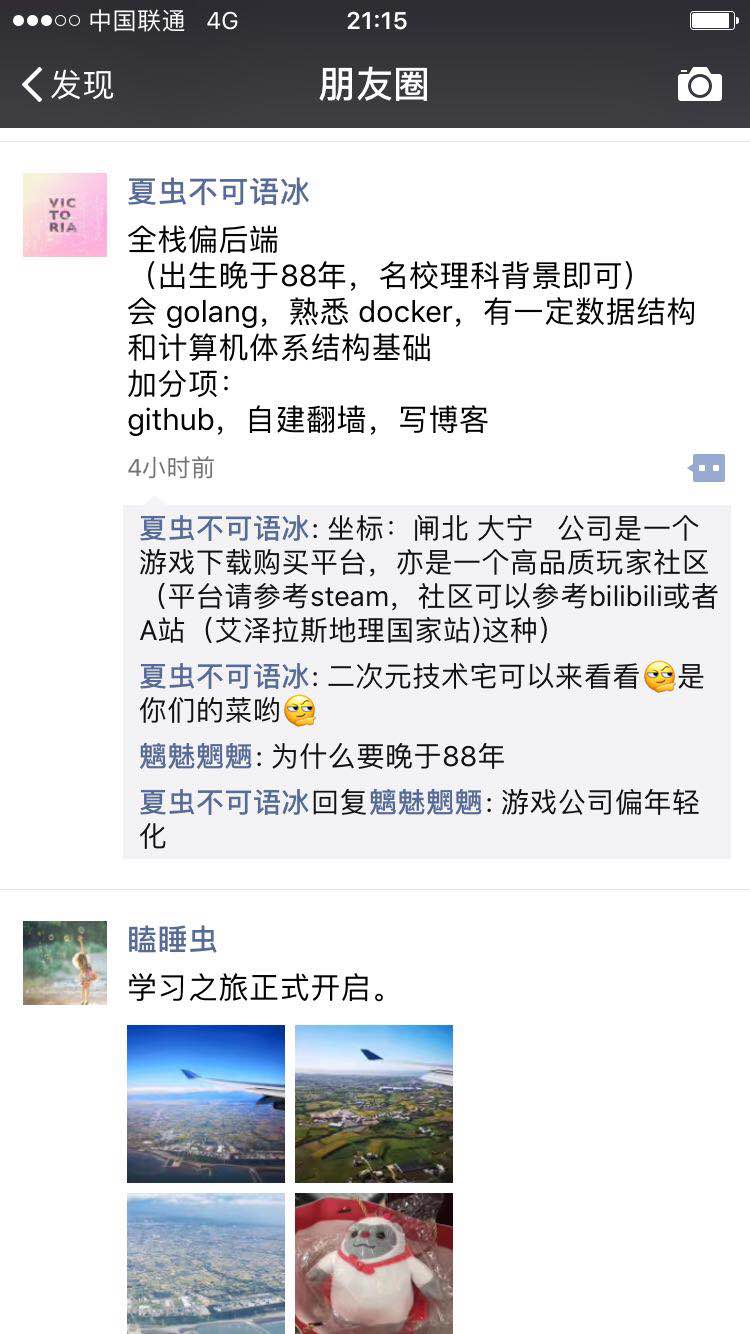 中国联通 4G 21:15
发现 朋友圈
VIC
TO
RIA
夏虫不可语冰
全栈偏后端
（出生晚于88年，名校理科背景即可）
会 golang，熟悉 docker，有一定数据结构
和计算机体系结构基础
加分项：
github，自建翻墙，写博客
4小时前
夏虫不可语冰: 坐标：闸北 大宁 公司是一个
游戏下载购买平台，亦是一个高品质玩家社区
（平台请参考steam，社区可以参考bilibili或者
A站（艾泽拉斯地理国家站)这种）
夏虫不可语冰: 二次元技术宅可以来看看是
你们的菜哟
魑魅魍魉: 为什么要晚于88年
夏虫不可语冰回复魑魅魍魉: 游戏公司偏年轻
化
瞌睡虫
学习之旅正式开启。